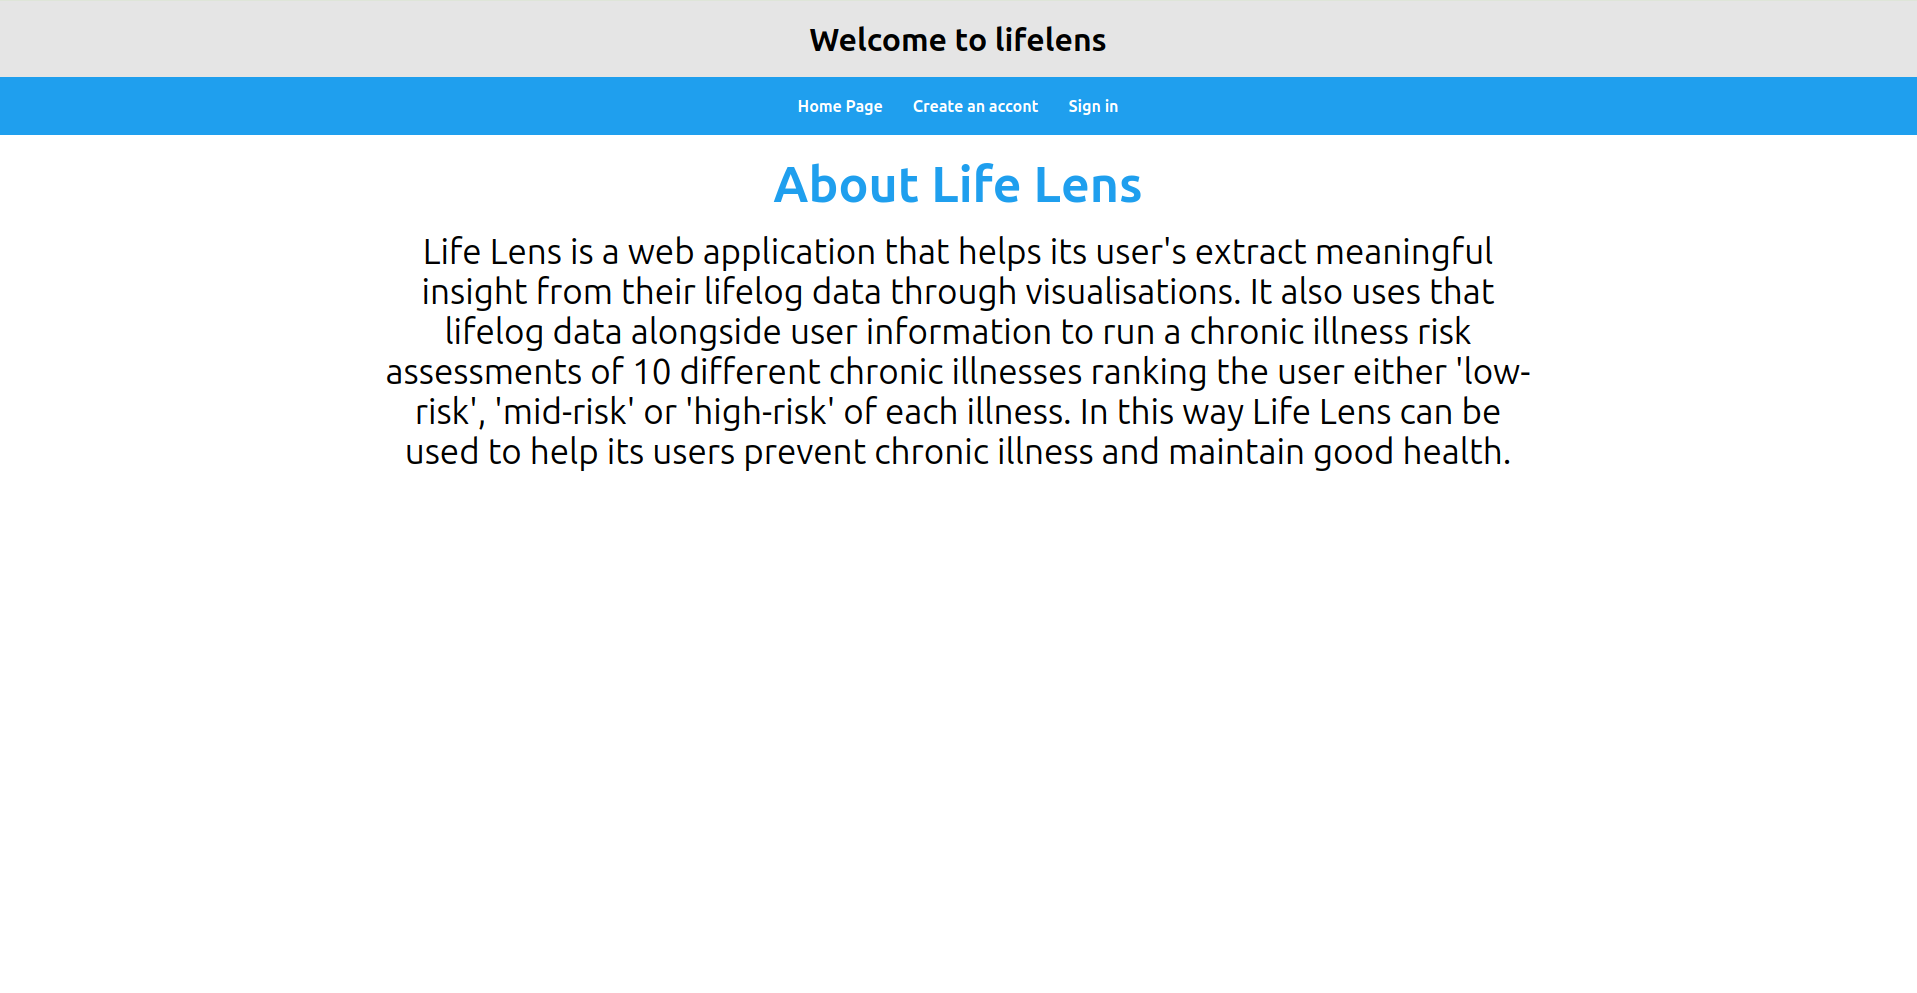 Welcome to lifelens
Home Page Create an accont Sign in
About Life Lens
Life Lens is a web application that helps its user's extract meaningful
insight from their lifelog data through visualisations. It also uses that
lifelog data alongside user information to run a chronic illness risk
assessments of 10 different chronic illnesses ranking the user either 'low-
risk', 'mid-risk' or 'high-risk' of each illness. In this way Life Lens can be
used to help its users prevent chronic illness and maintain good health.